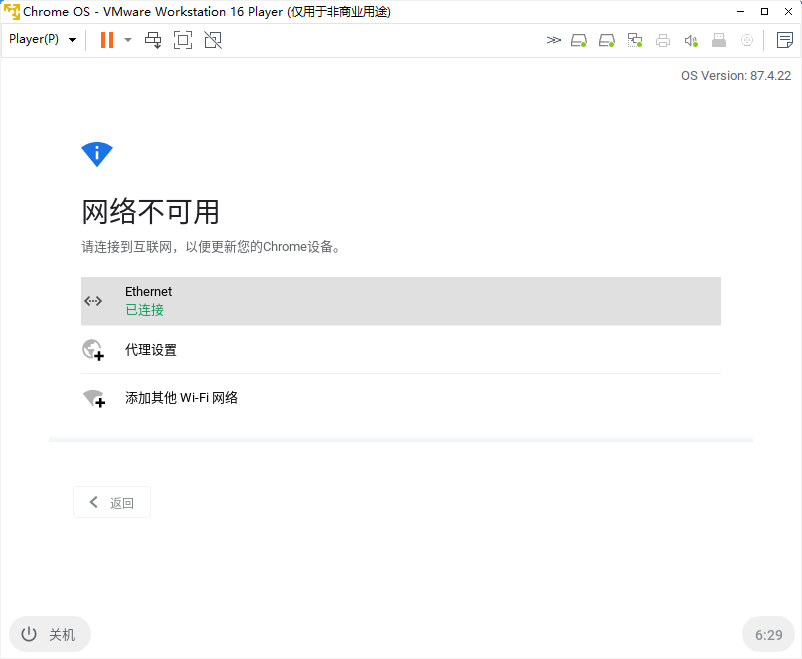 Chrome OS - VMware Workstation 16 Player (仅用于非商业用途)
Player(P)
OS Version: 87.4.22
网络不可用
请连接到互联网，以便更新您的Chrome设备。
Ethernet
已连接
代理设置
添加其他 Wi-Fi 网络
返回
关机
6:29